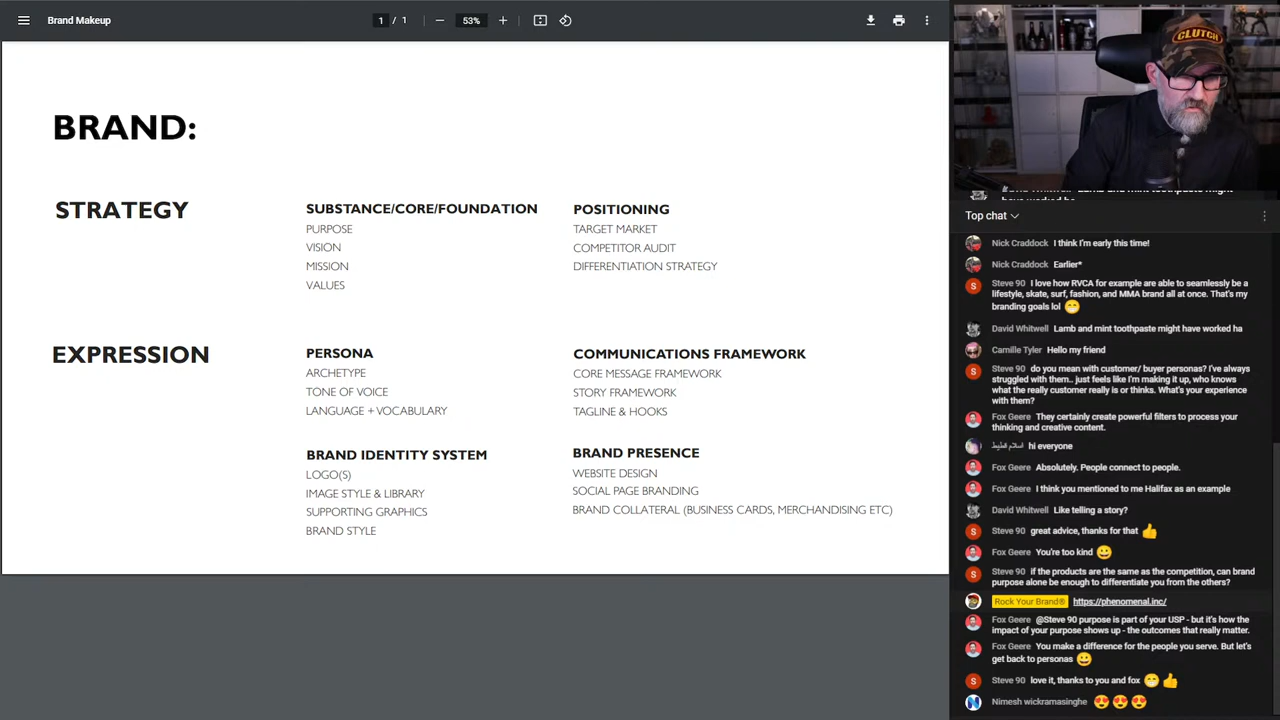 Brand Makeup
1 / 1
53%
BRAND:
STRATEGY
SUBSTANCE/CORE/FOUNDATION
PURPOSE
VISION
MISSION
VALUES
POSITIONING
TARGET MARKET
COMPETITOR AUDIT
DIFFERENTIATION STRATEGY
EXPRESSION
PERSONA
ARCHETYPE
TONE OF VOICE
LANGUAGE + VOCABULARY
COMMUNICATIONS FRAMEWORK
CORE MESSAGE FRAMEWORK
STORY FRAMEWORK
TAGLINE & HOOKS
BRAND IDENTITY SYSTEM
LOGO(S)
IMAGE STYLE & LIBRARY
SUPPORTING GRAPHICS
BRAND STYLE
BRAND PRESENCE
WEBSITE DESIGN
SOCIAL PAGE BRANDING
BRAND COLLATERAL (BUSINESS CARDS, MERCHANDISING ETC)
CLUTCH
Top chat
Nick Craddock I think I'm early this time!
Nick Craddock Earlier*
Steve 90 I love how RVCA for example are able to seamlessly be a
lifestyle, skate, surf, fashion, and MMA brand all at once. That's my
branding goals lol 😁
David Whitwell Lamb and mint toothpaste might have worked ha
Camille Tyler Hello my friend
Steve 90 do you mean with customer/ buyer personas? I've always
struggled with them.. just feels like I'm making it up, who knows
what the really customer really is or thinks. What's your experience
with them?
Fox Geere They certainly create powerful filters to process your
thinking and creative content.
hi everyone
Fox Geere Absolutely. People connect to people.
Fox Geere I think you mentioned to me Halifax as an example
David Whitwell Like telling a story?
Steve 90 great advice, thanks for that 👍
Fox Geere You're too kind 😀
Steve 90 if the products are the same as the competition, can brand
purpose alone be enough to differentiate you from the others?
Rock Your Brand® https://phenomenal.inc/
Fox Geere @Steve 90 purpose is part of your USP - but it's how the
impact of your purpose shows up - the outcomes that really matter.
Fox Geere You make a difference for the people you serve. But let's
get back to personas 😀
Steve 90 love it, thanks to you and fox 😁 👍
Nimesh wickramasinghe 😍 😍 😍